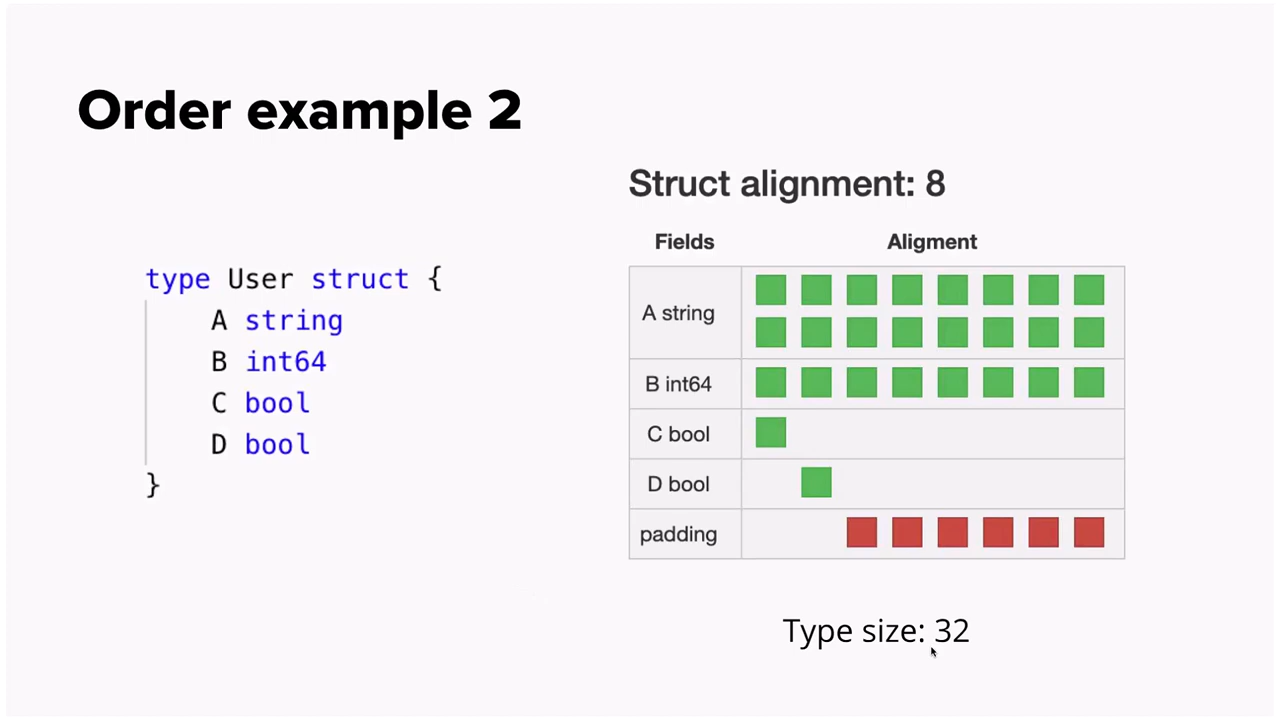 Order example 2
type User struct {
A string
B int64
C bool
D bool
}
Struct alignment: 8
Fields Aligment
A string
B int64
C bool
D bool
padding
Type size: 32